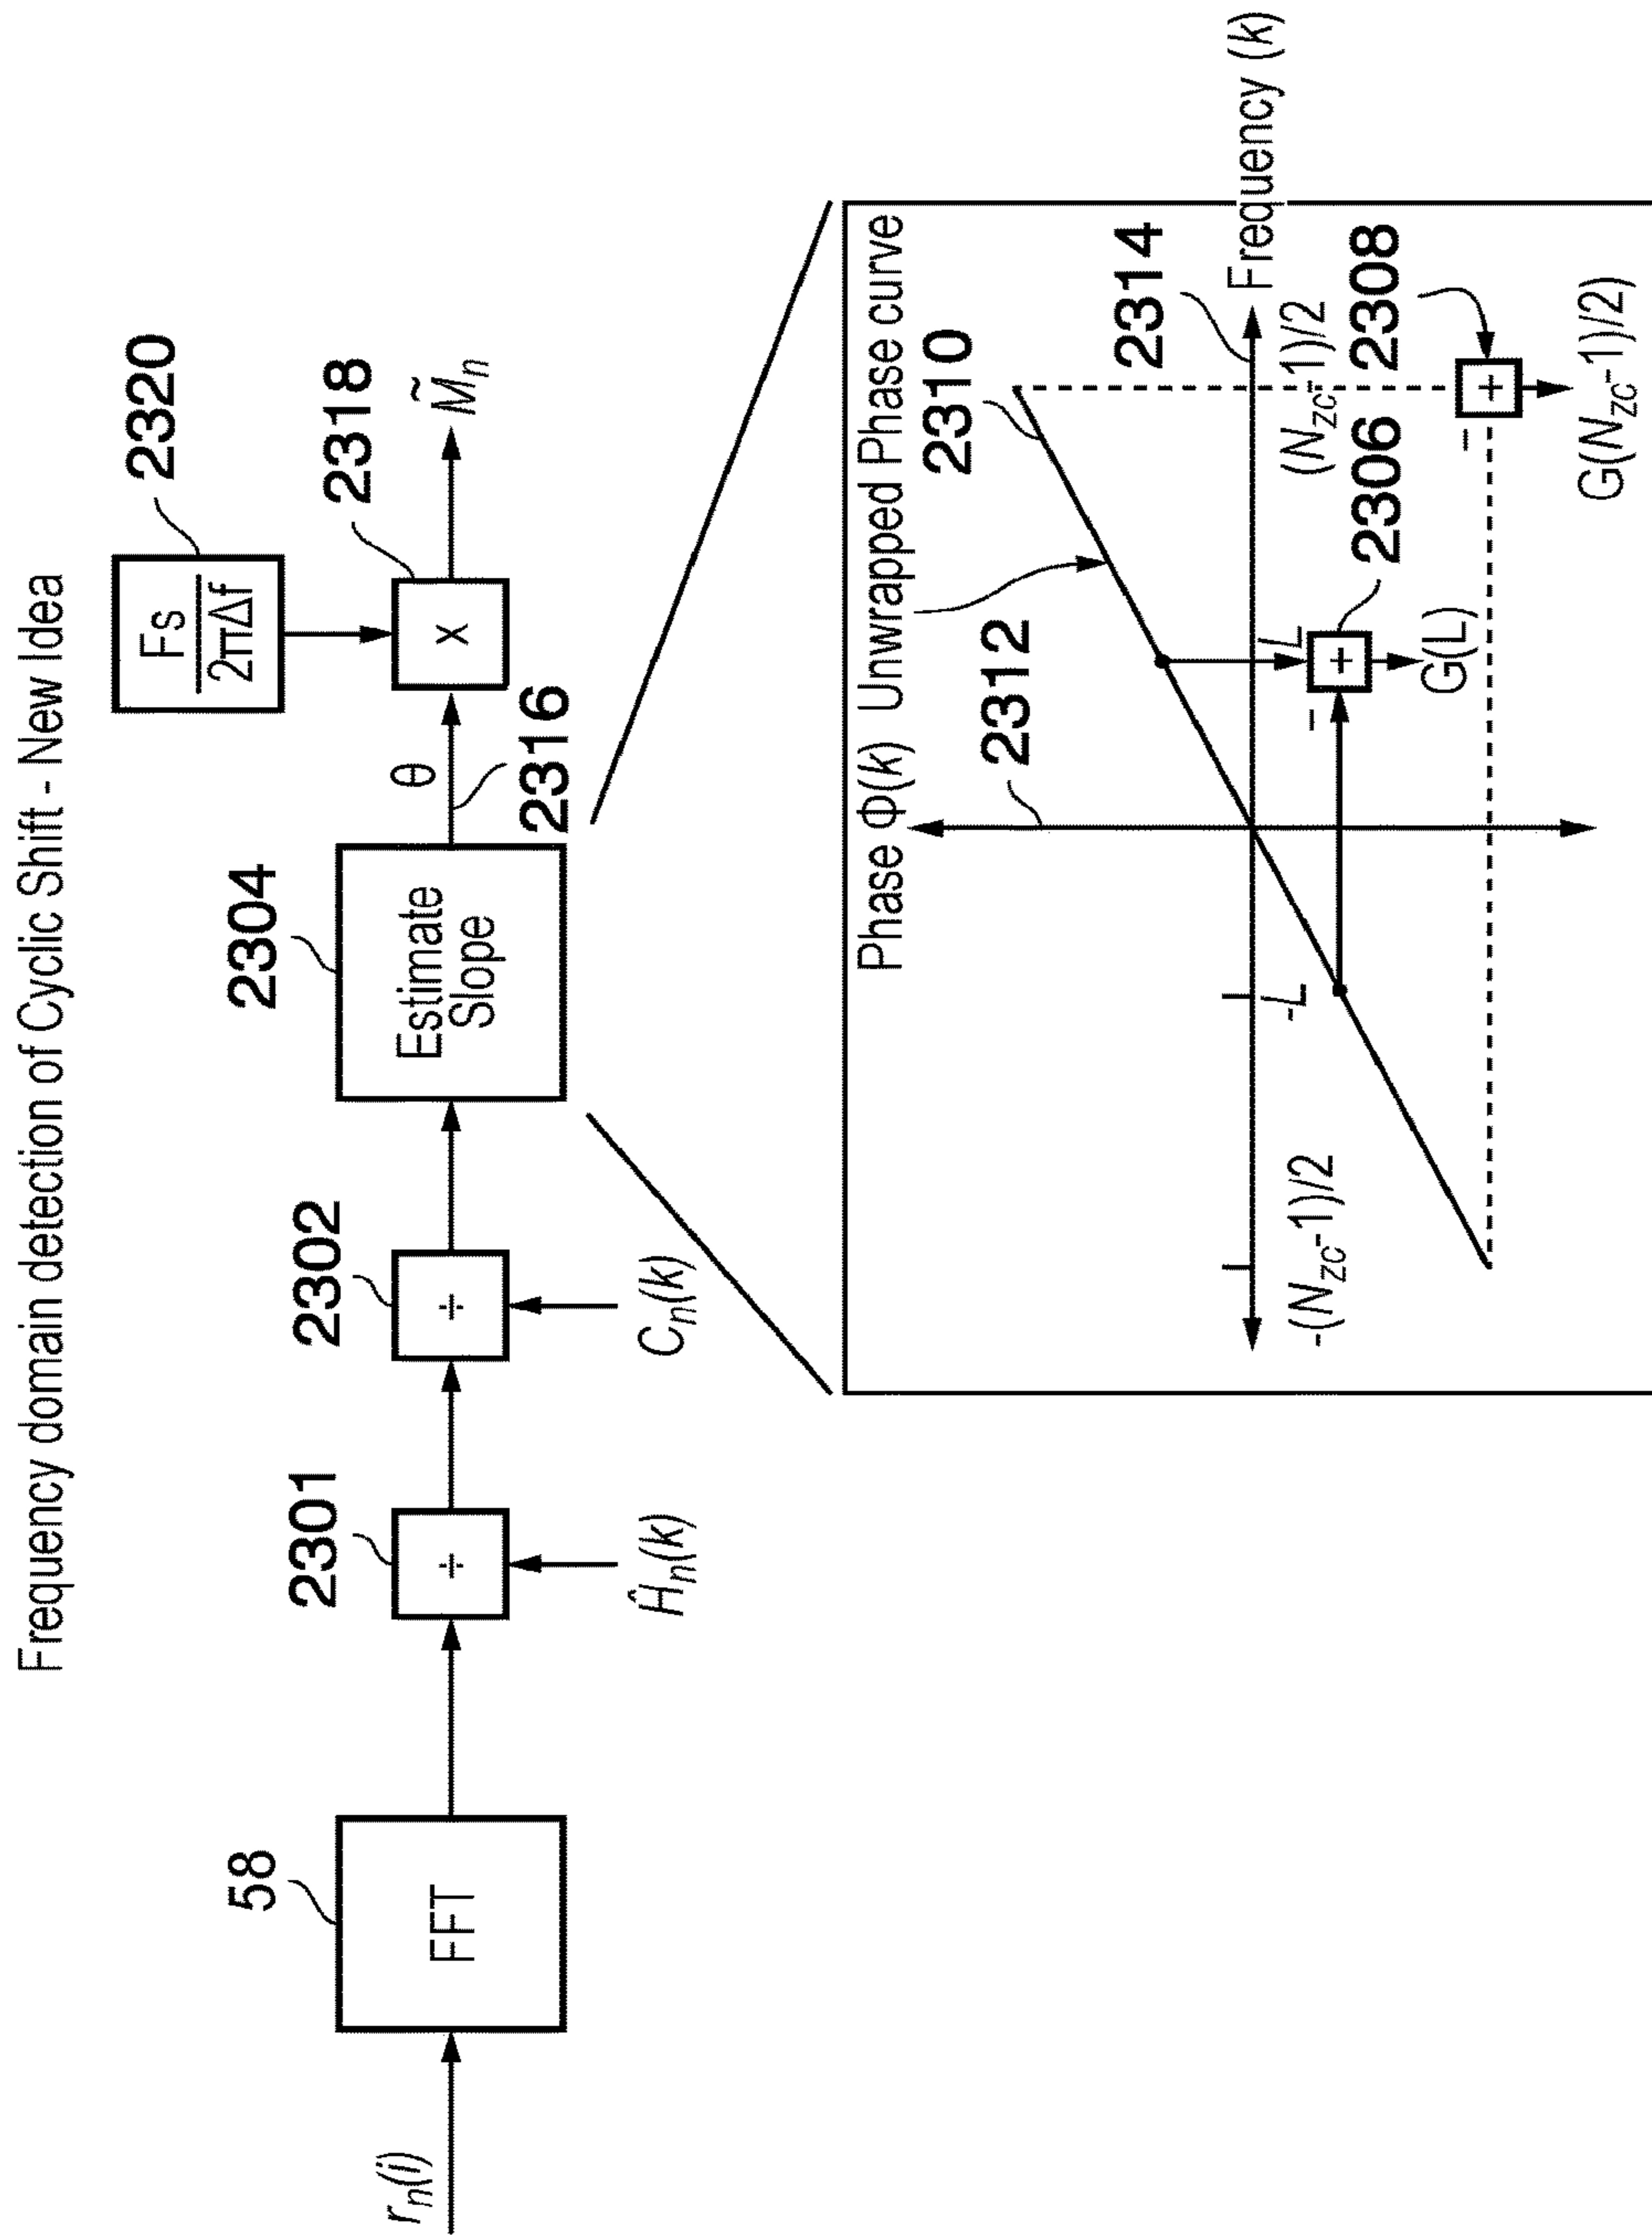 Frequency domain detection of Cyclic Shift - New Idea
r_n(i)
58
FFT
2301
÷
Ĥ_n(k)
2302
÷
C_n(k)
2304
Estimate
Slope
θ
2316
2320
Fs
2πΔf
2318
x
M̃_n
Phase Φ(k) Unwrapped Phase curve
2312
2310
2314
Frequency (k)
-(N_zc-1)/2
-L
L
(N_zc-1)/2
−
+
2306
G(L)
−
+
2308
G(N_zc-1)/2)